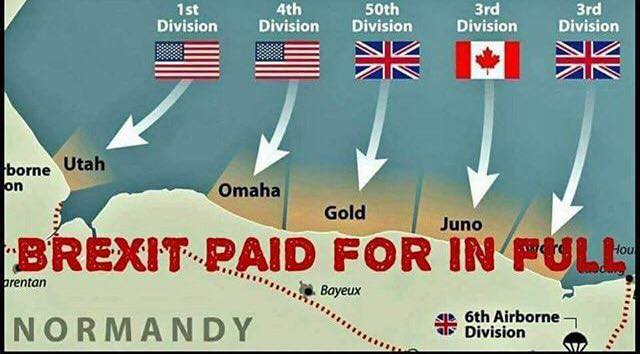 1st Division
4th Division
50th Division
3rd Division
3rd Division
rborne
on
Utah
Omaha
Gold
Juno
BREXIT PAID FOR IN FULL
Hou
arentan
Bayeux
NORMANDY
6th Airborne
Division